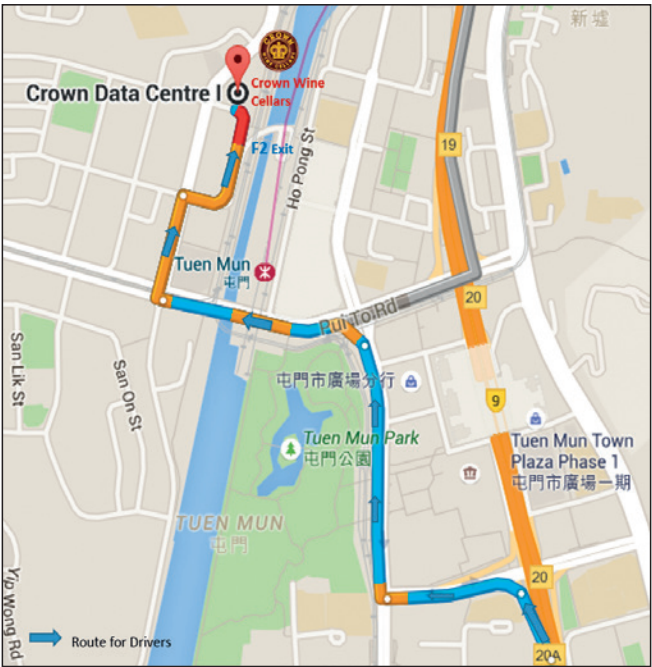 新墟
CROWN
WINE CELLARS
Crown Data Centre I
Crown Wine
Cellars
F2 Exit
19
Ho Pong St
Tuen Mun
屯門
20
Pui To Rd
San Lik St
San On St
屯門市廣場分行
9
Tuen Mun Park
屯門公園
Tuen Mun Town
Plaza Phase 1
屯門市廣場一期
TUEN MUN
屯門
Yip Wong Rd
20
Route for Drivers
20A